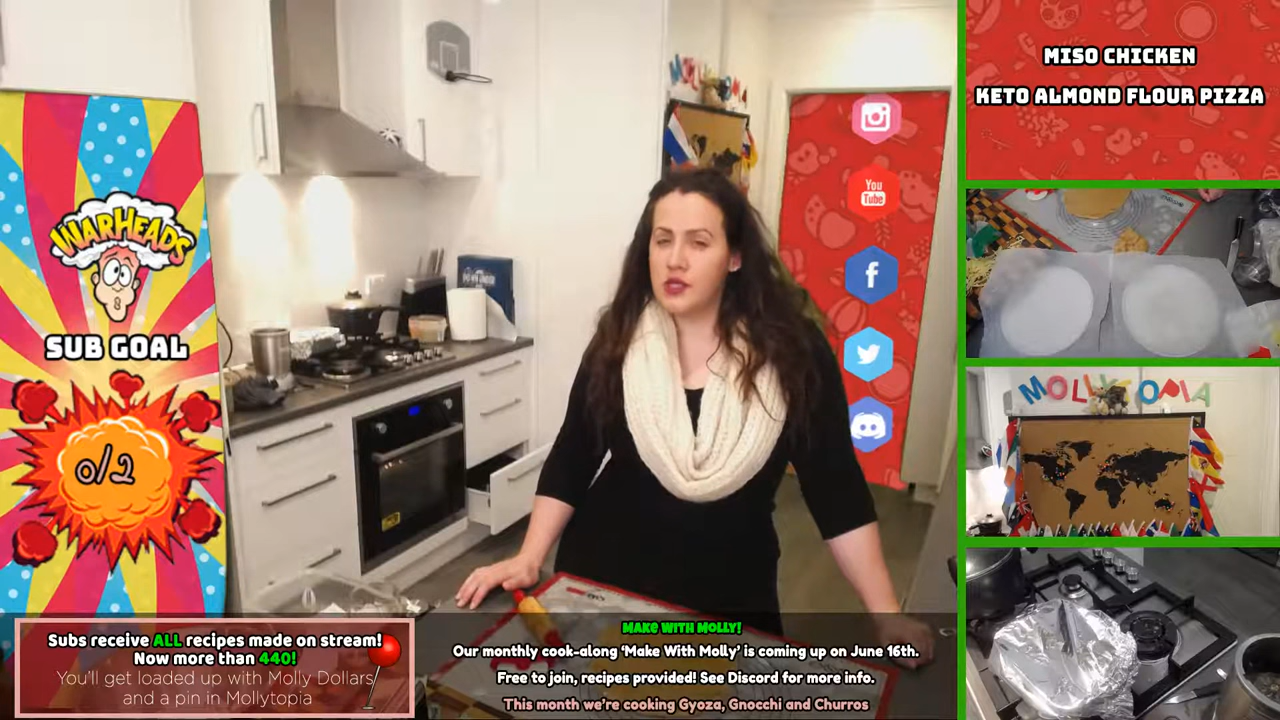 WARHEADS
SUB GOAL
0/2
MOLLYTOPIA
You
Tube
f
MISO CHICKEN
KETO ALMOND FLOUR PIZZA
MOLLYTOPIA
Subs receive ALL recipes made on stream!
Now more than 440!
You'll get loaded up with Molly Dollars
and a pin in Mollytopia
MAKE WITH MOLLY!
Our monthly cook-along 'Make With Molly' is coming up on June 16th.
Free to join, recipes provided! See Discord for more info.
This month we're cooking Gyoza, Gnocchi and Churros